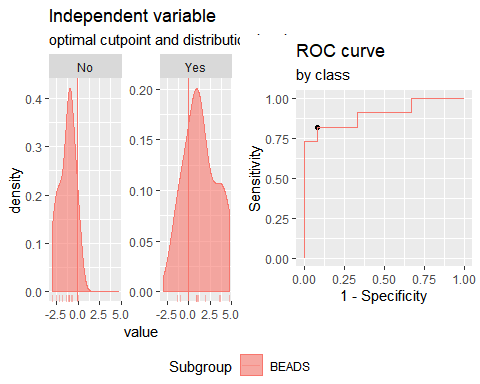 Independent variable
optimal cutpoint and distributio
No
Yes
0.4
0.3
0.2
0.1
0.0
density
0.20
0.15
0.10
0.05
0.00
-2.5 0.0 2.5 5.0
-2.5 0.0 2.5 5.0
value
ROC curve
by class
1.00
0.75
0.50
0.25
0.00
Sensitivity
0.00 0.25 0.50 0.75 1.00
1 - Specificity
Subgroup BEADS